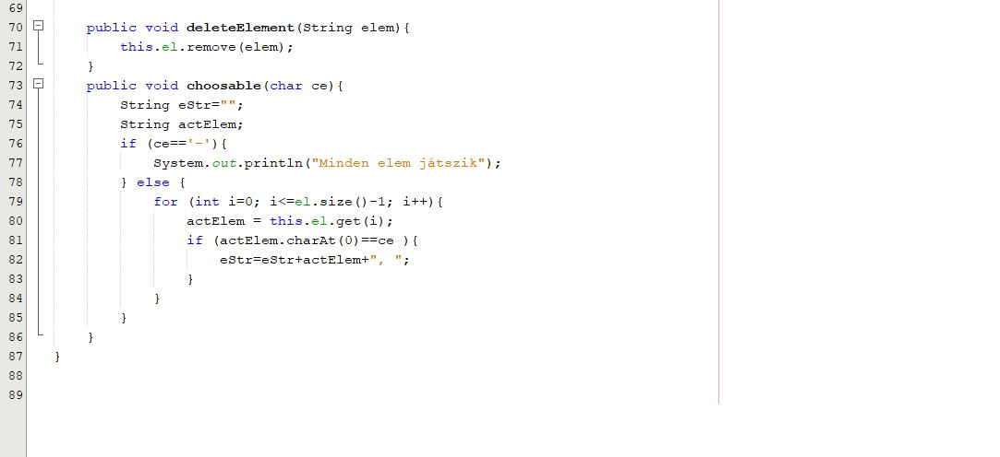 69
70     public void deleteElement(String elem){
71         this.el.remove(elem);
72     }
73     public void choosable(char ce){
74         String eStr="";
75         String actElem;
76         if (ce=='-'){
77             System.out.println("Minden elem játszik");
78         } else {
79             for (int i=0; i<=el.size()-1; i++){
80                 actElem = this.el.get(i);
81                 if (actElem.charAt(0)==ce ){
82                     eStr=eStr+actElem+", ";
83                 }
84             }
85         }
86     }
87 }
88
89